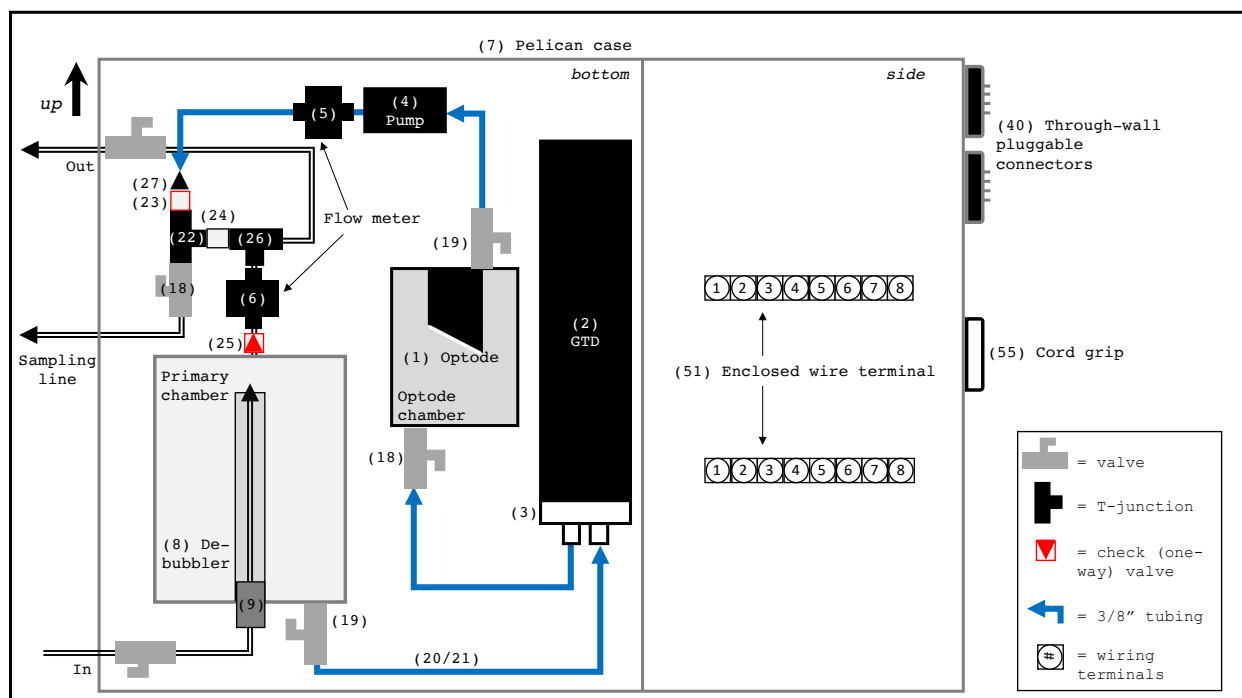 (7) Pelican case
bottom
side
up
(5)
(4)
Pump
(40) Through-wall
pluggable
connectors
Out
(27)
(23)
(24)
Flow meter
(22)
(26)
(19)
(18)
(6)
1 2 3 4 5 6 7 8
(2)
GTD
Sampling
line
(25)
(1) Optode
(55) Cord grip
(51) Enclosed wire terminal
Primary
chamber
Optode
chamber
(18)
1 2 3 4 5 6 7 8
(3)
(8) De-
bubbler
(9)
(19)
(20/21)
In
= valve
= T-junction
= check (one-
way) valve
= 3/8” tubing
#
= wiring
terminals